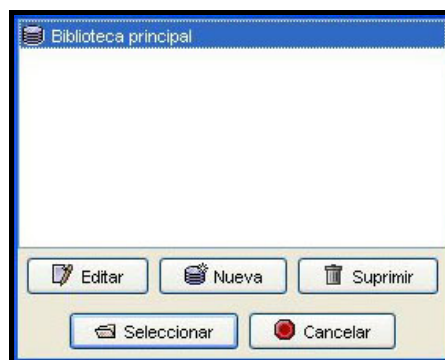 Biblioteca principal
Editar Nueva Suprimir
Seleccionar Cancelar